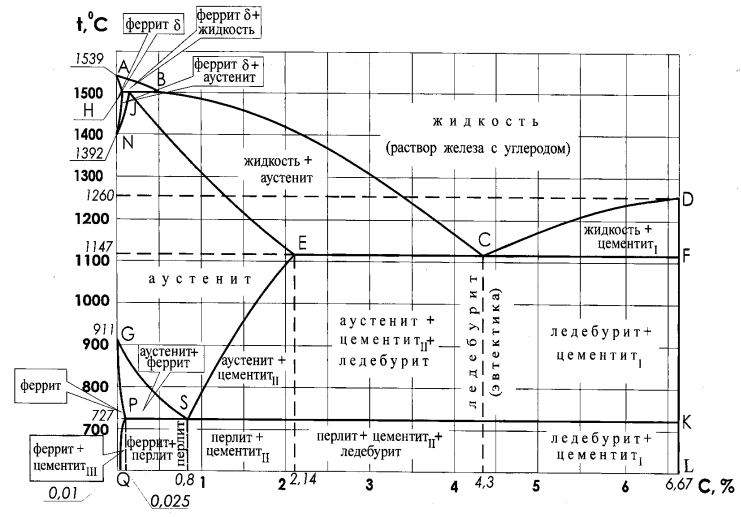 t,°C
феррит δ
феррит δ+
жидкость
феррит δ+
аустенит
1539
A
B
1500
H
J
1400
N
1392
1300
1260
1200
1147
1100
1000
911
G
900
800
727
700
жидкость
(раствор железа с углеродом)
жидкость +
аустенит
D
жидкость +
цементит I
E
C
F
аустенит
аустенит+
феррит
аустенит +
цементит II
аустенит +
цементит II+
ледебурит
ледебурит
(эвтектика)
ледебурит+
цементит I
феррит
P
S
K
феррит +
цементит III
феррит+
перлит
перлит
перлит +
цементит II
перлит + цементит II+
ледебурит
ледебурит +
цементит I
Q
L
0,01
0,025
0,8
1
2,14
3
4
4,3
5
6
6,67
C, %